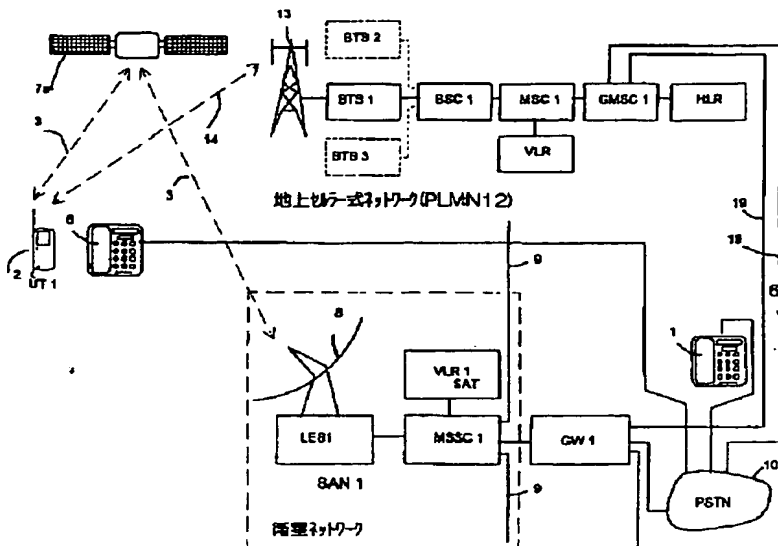 13
BTS 2
7a
BTS 1
BSC 1
MSC 1
GMSC 1
HLR
3
14
BTS 3
VLR
3
地上セルラー式ネットワーク(PLMN12)
19
18
6
2
UT 1
9
6
8
1
VLR 1
SAT
LES1
MSSC 1
GW 1
SAN 1
9
10
PSTN
衛星ネットワーク